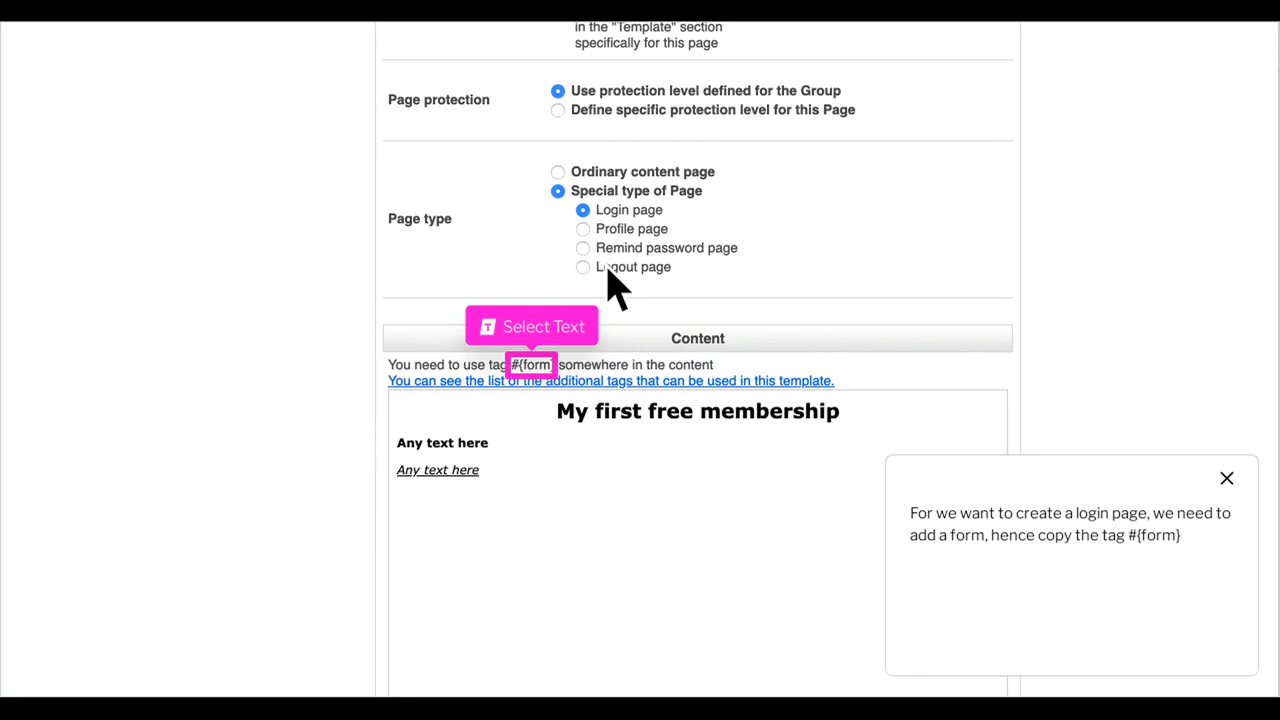 in the "Template" section
specifically for this page
Page protection
Use protection level defined for the Group
Define specific protection level for this Page
Page type
Ordinary content page
Special type of Page
Login page
Profile page
Remind password page
Logout page
Select Text
Content
You need to use tag #{form} somewhere in the content
You can see the list of the additional tags that can be used in this template.
My first free membership
Any text here
Any text here
For we want to create a login page, we need to
add a form, hence copy the tag #{form}